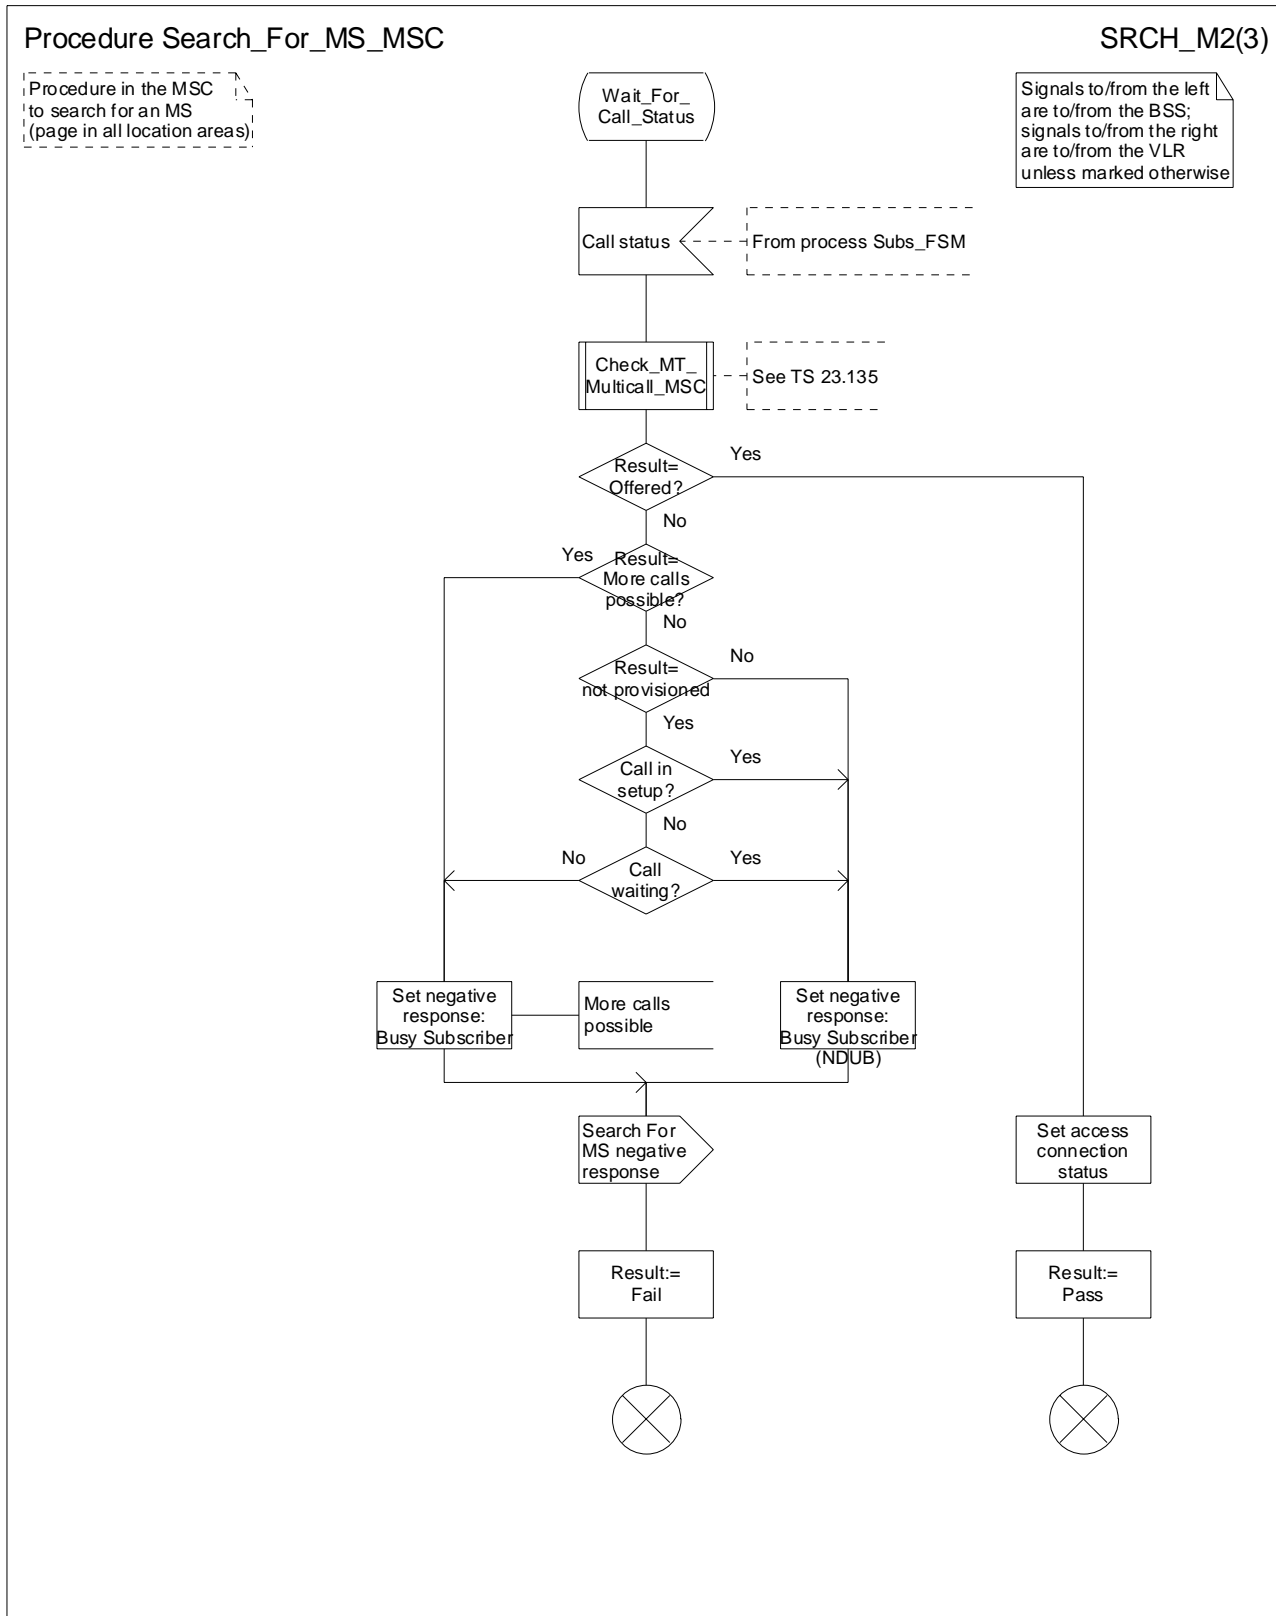 Procedure Search_For_MS_MSC
SRCH_M2(3)
Procedure in the MSC
to search for an MS
(page in all location areas)
Wait_For_
Call_Status
Signals to/from the left
are to/from the BSS;
signals to/from the right
are to/from the VLR
unless marked otherwise
Call status
From process Subs_FSM
Check_MT_
Multicall_MSC
See TS 23.135
Result=
Offered?
Yes
No
Yes
Result=
More calls
possible?
No
Result=
not provisioned
No
Yes
Call in
setup?
Yes
No
No
Call
waiting?
Yes
Set negative
response:
Busy Subscriber
More calls
possible
Set negative
response:
Busy Subscriber
(NDUB)
Search For
MS negative
response
Set access
connection
status
Result:=
Fail
Result:=
Pass